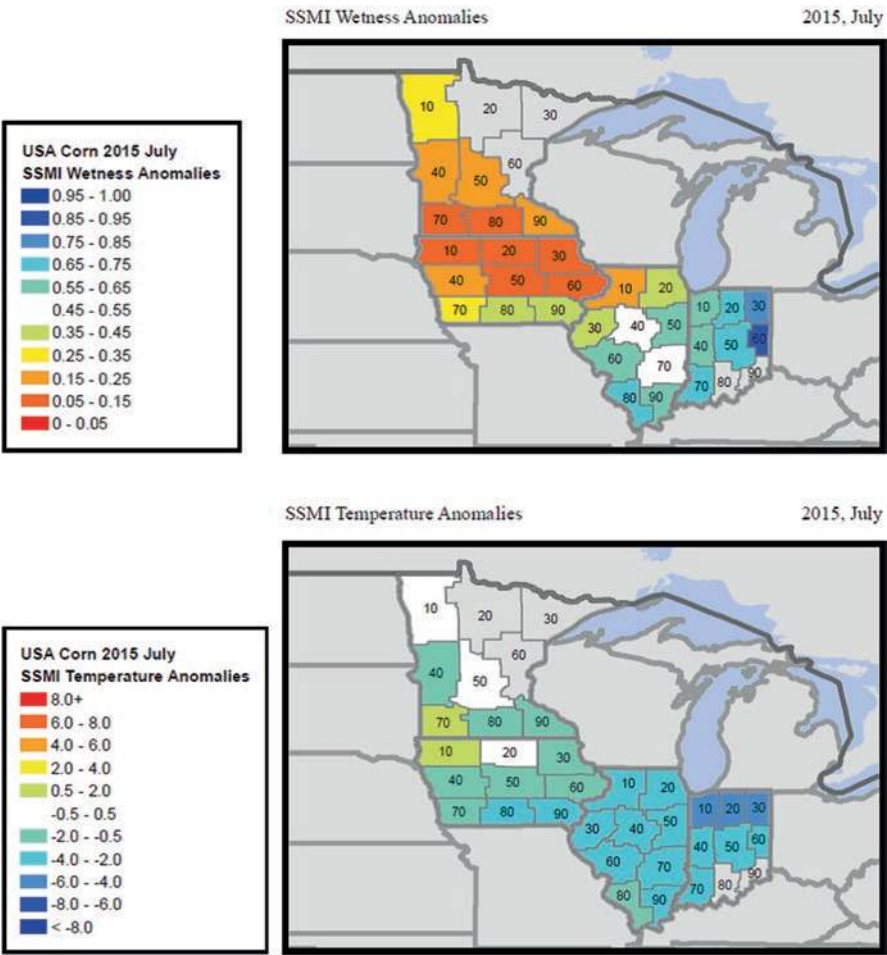 SSMI Wetness Anomalies 2015, July
USA Corn 2015 July
SSMI Wetness Anomalies
0.95 - 1.00
0.85 - 0.95
0.75 - 0.85
0.65 - 0.75
0.55 - 0.65
0.45 - 0.55
0.35 - 0.45
0.25 - 0.35
0.15 - 0.25
0.05 - 0.15
0 - 0.05
10 20 30
60
40 50
70 80 90
10 20 30
40 50 60 10 20
70 80 90 30 40 50 10 20 30
60 70 40 50 60
80 90 70 80 90
SSMI Temperature Anomalies 2015, July
USA Corn 2015 July
SSMI Temperature Anomalies
8.0+
6.0 - 8.0
4.0 - 6.0
2.0 - 4.0
0.5 - 2.0
-0.5 - 0.5
-2.0 - -0.5
-4.0 - -2.0
-6.0 - -4.0
-8.0 - -6.0
< -8.0
10 20 30
60
40 50
70 80 90
10 20 30
40 50 60 10 20
70 80 90 30 40 50 10 20 30
60 70 40 50 60
80 90 70 80 90